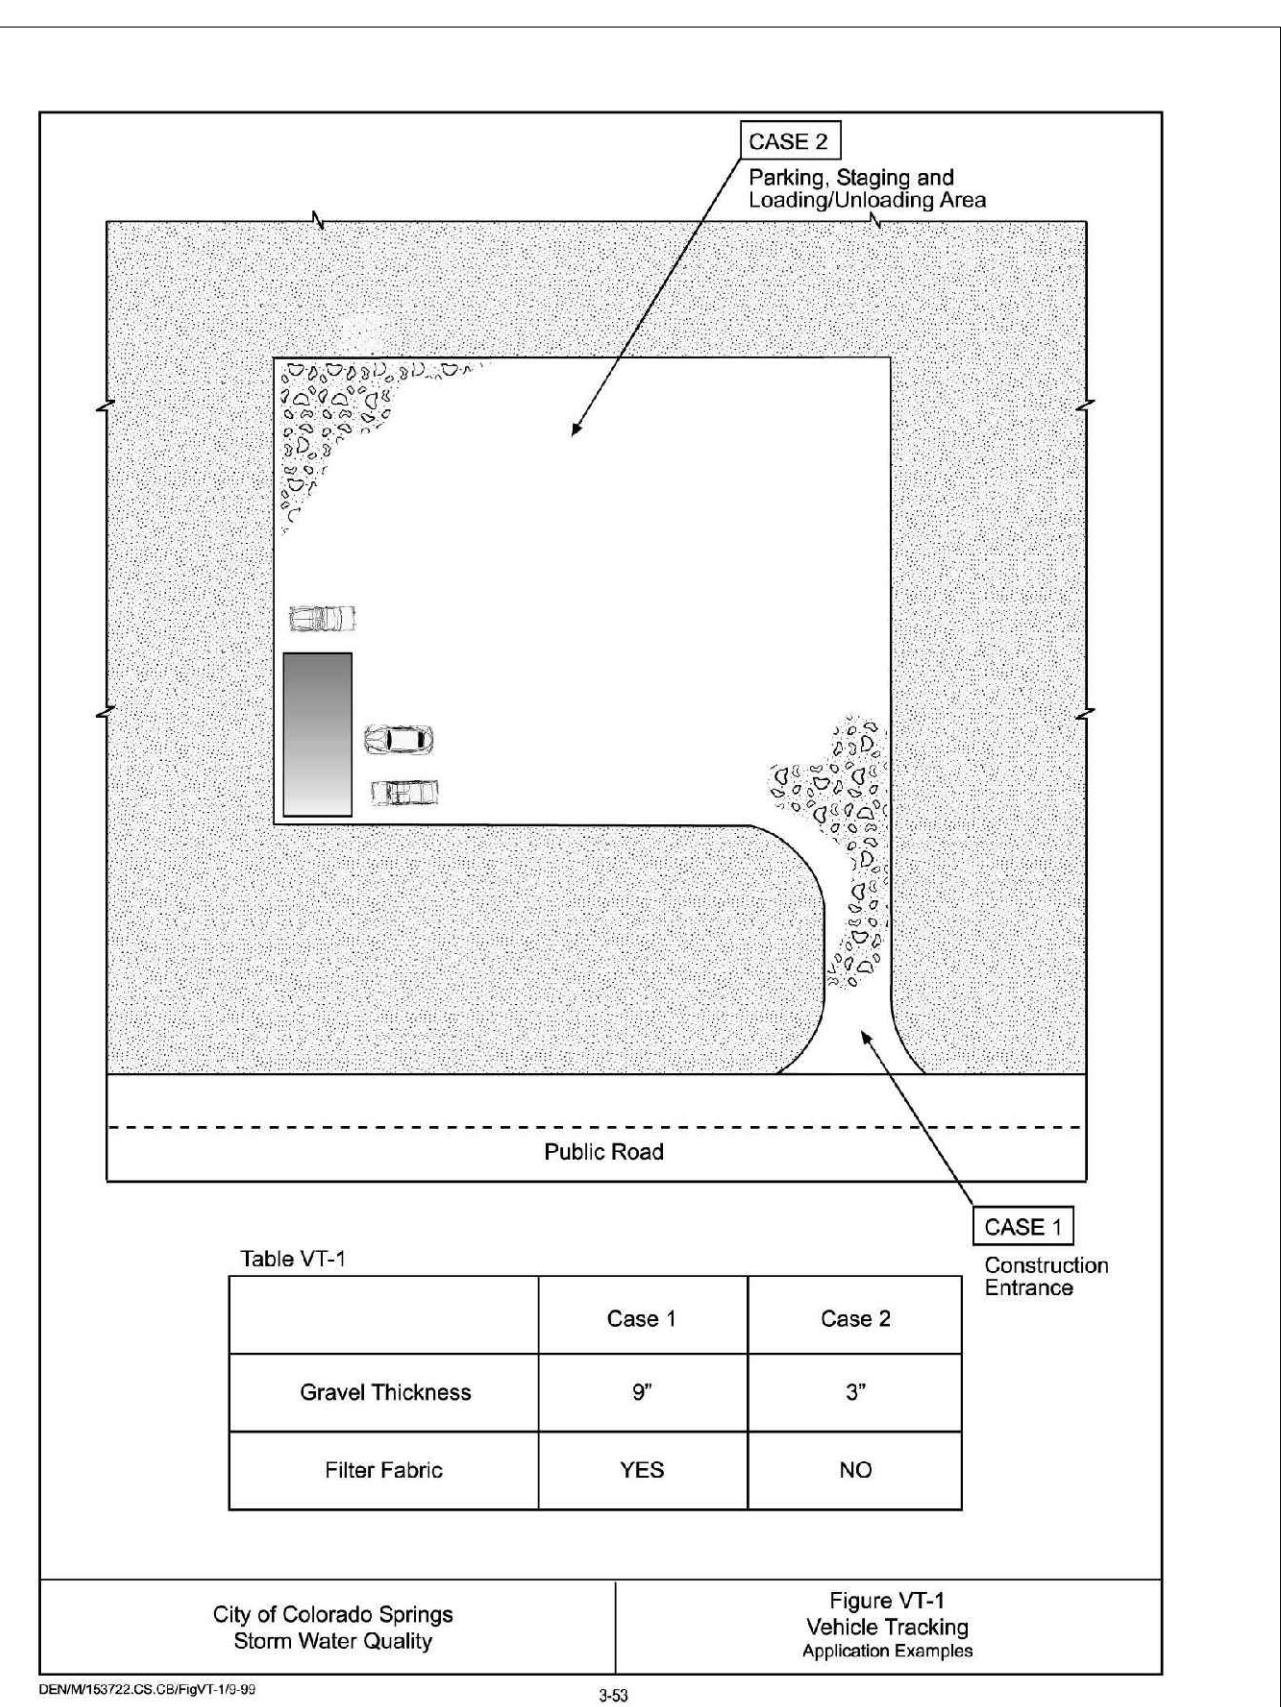 CASE 2
Parking, Staging and
Loading/Unloading Area
Public Road
CASE 1
Construction
Entrance
Table VT-1
Case 1 Case 2
Gravel Thickness 9” 3”
Filter Fabric YES NO
City of Colorado Springs
Storm Water Quality
Figure VT-1
Vehicle Tracking
Application Examples
DEN/M/153722.CS.CB/FigVT-1/9-99
3-53